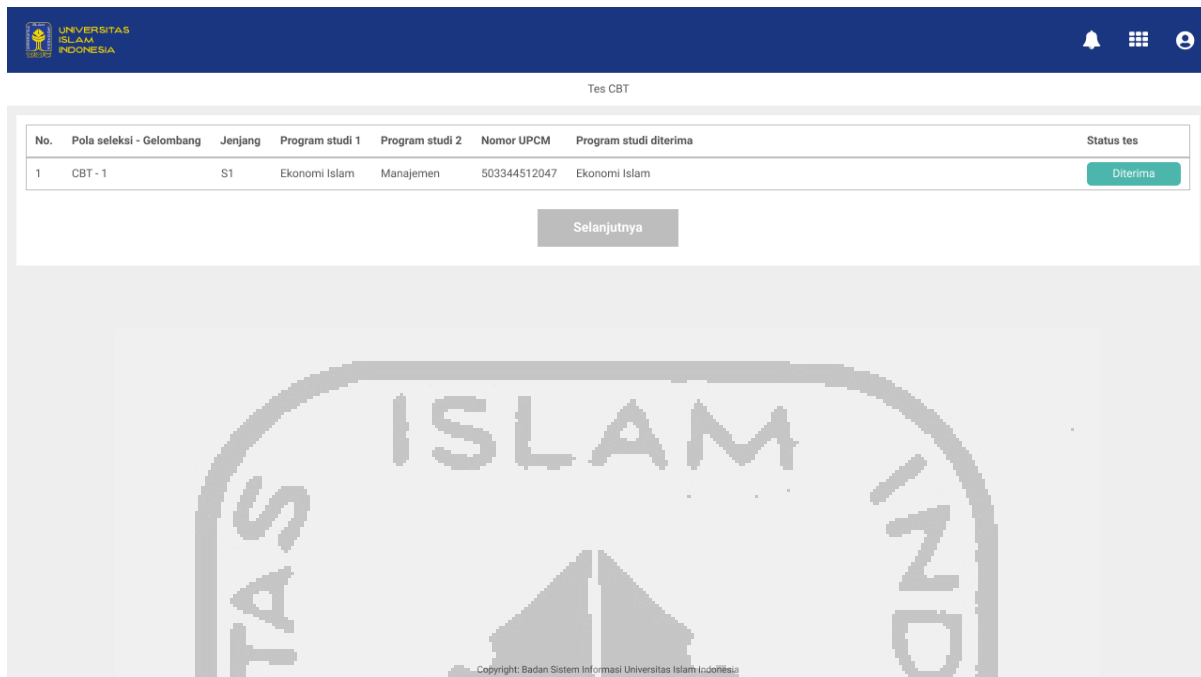 UNIVERSITAS
ISLAM
INDONESIA
Tes CBT
No. Pola seleksi - Gelombang Jenjang Program studi 1 Program studi 2 Nomor UPCM Program studi diterima Status tes
1 CBT - 1 S1 Ekonomi Islam Manajemen 503344512047 Ekonomi Islam Diterima
Selanjutnya
ISLAM
TAS
INDO
Copyright: Badan Sistem Informasi Universitas Islam Indonesia